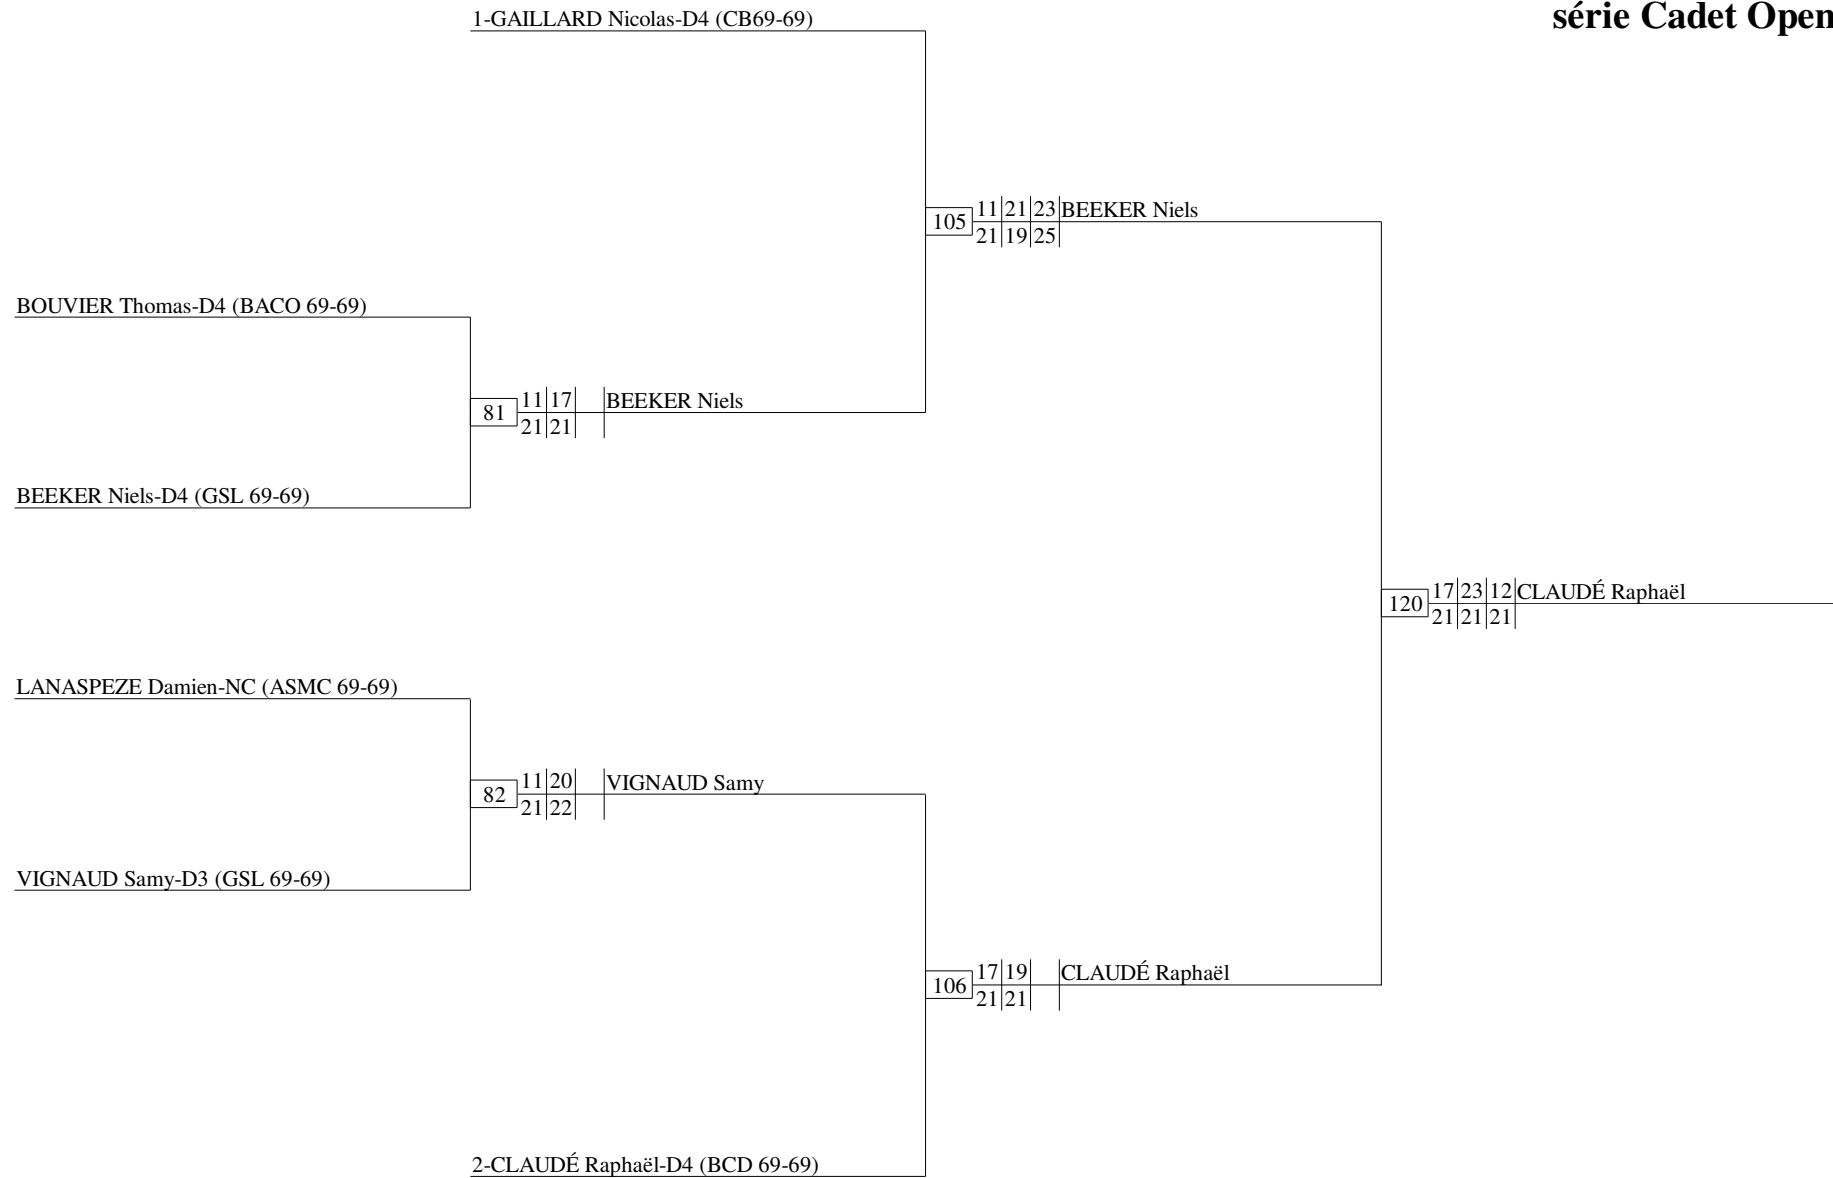 1-GAILLARD Nicolas-D4 (CB69-69)
série Cadet Open
105 11 21 23 BEEKER Niels
21 19 25
BOUVIER Thomas-D4 (BACO 69-69)
81 11 17 BEEKER Niels
21 21
BEEKER Niels-D4 (GSL 69-69)
120 17 23 12 CLAUDÉ Raphaël
21 21 21
LANASPEZE Damien-NC (ASMC 69-69)
82 11 20 VIGNAUD Samy
21 22
VIGNAUD Samy-D3 (GSL 69-69)
106 17 19 CLAUDÉ Raphaël
21 21
2-CLAUDÉ Raphaël-D4 (BCD 69-69)